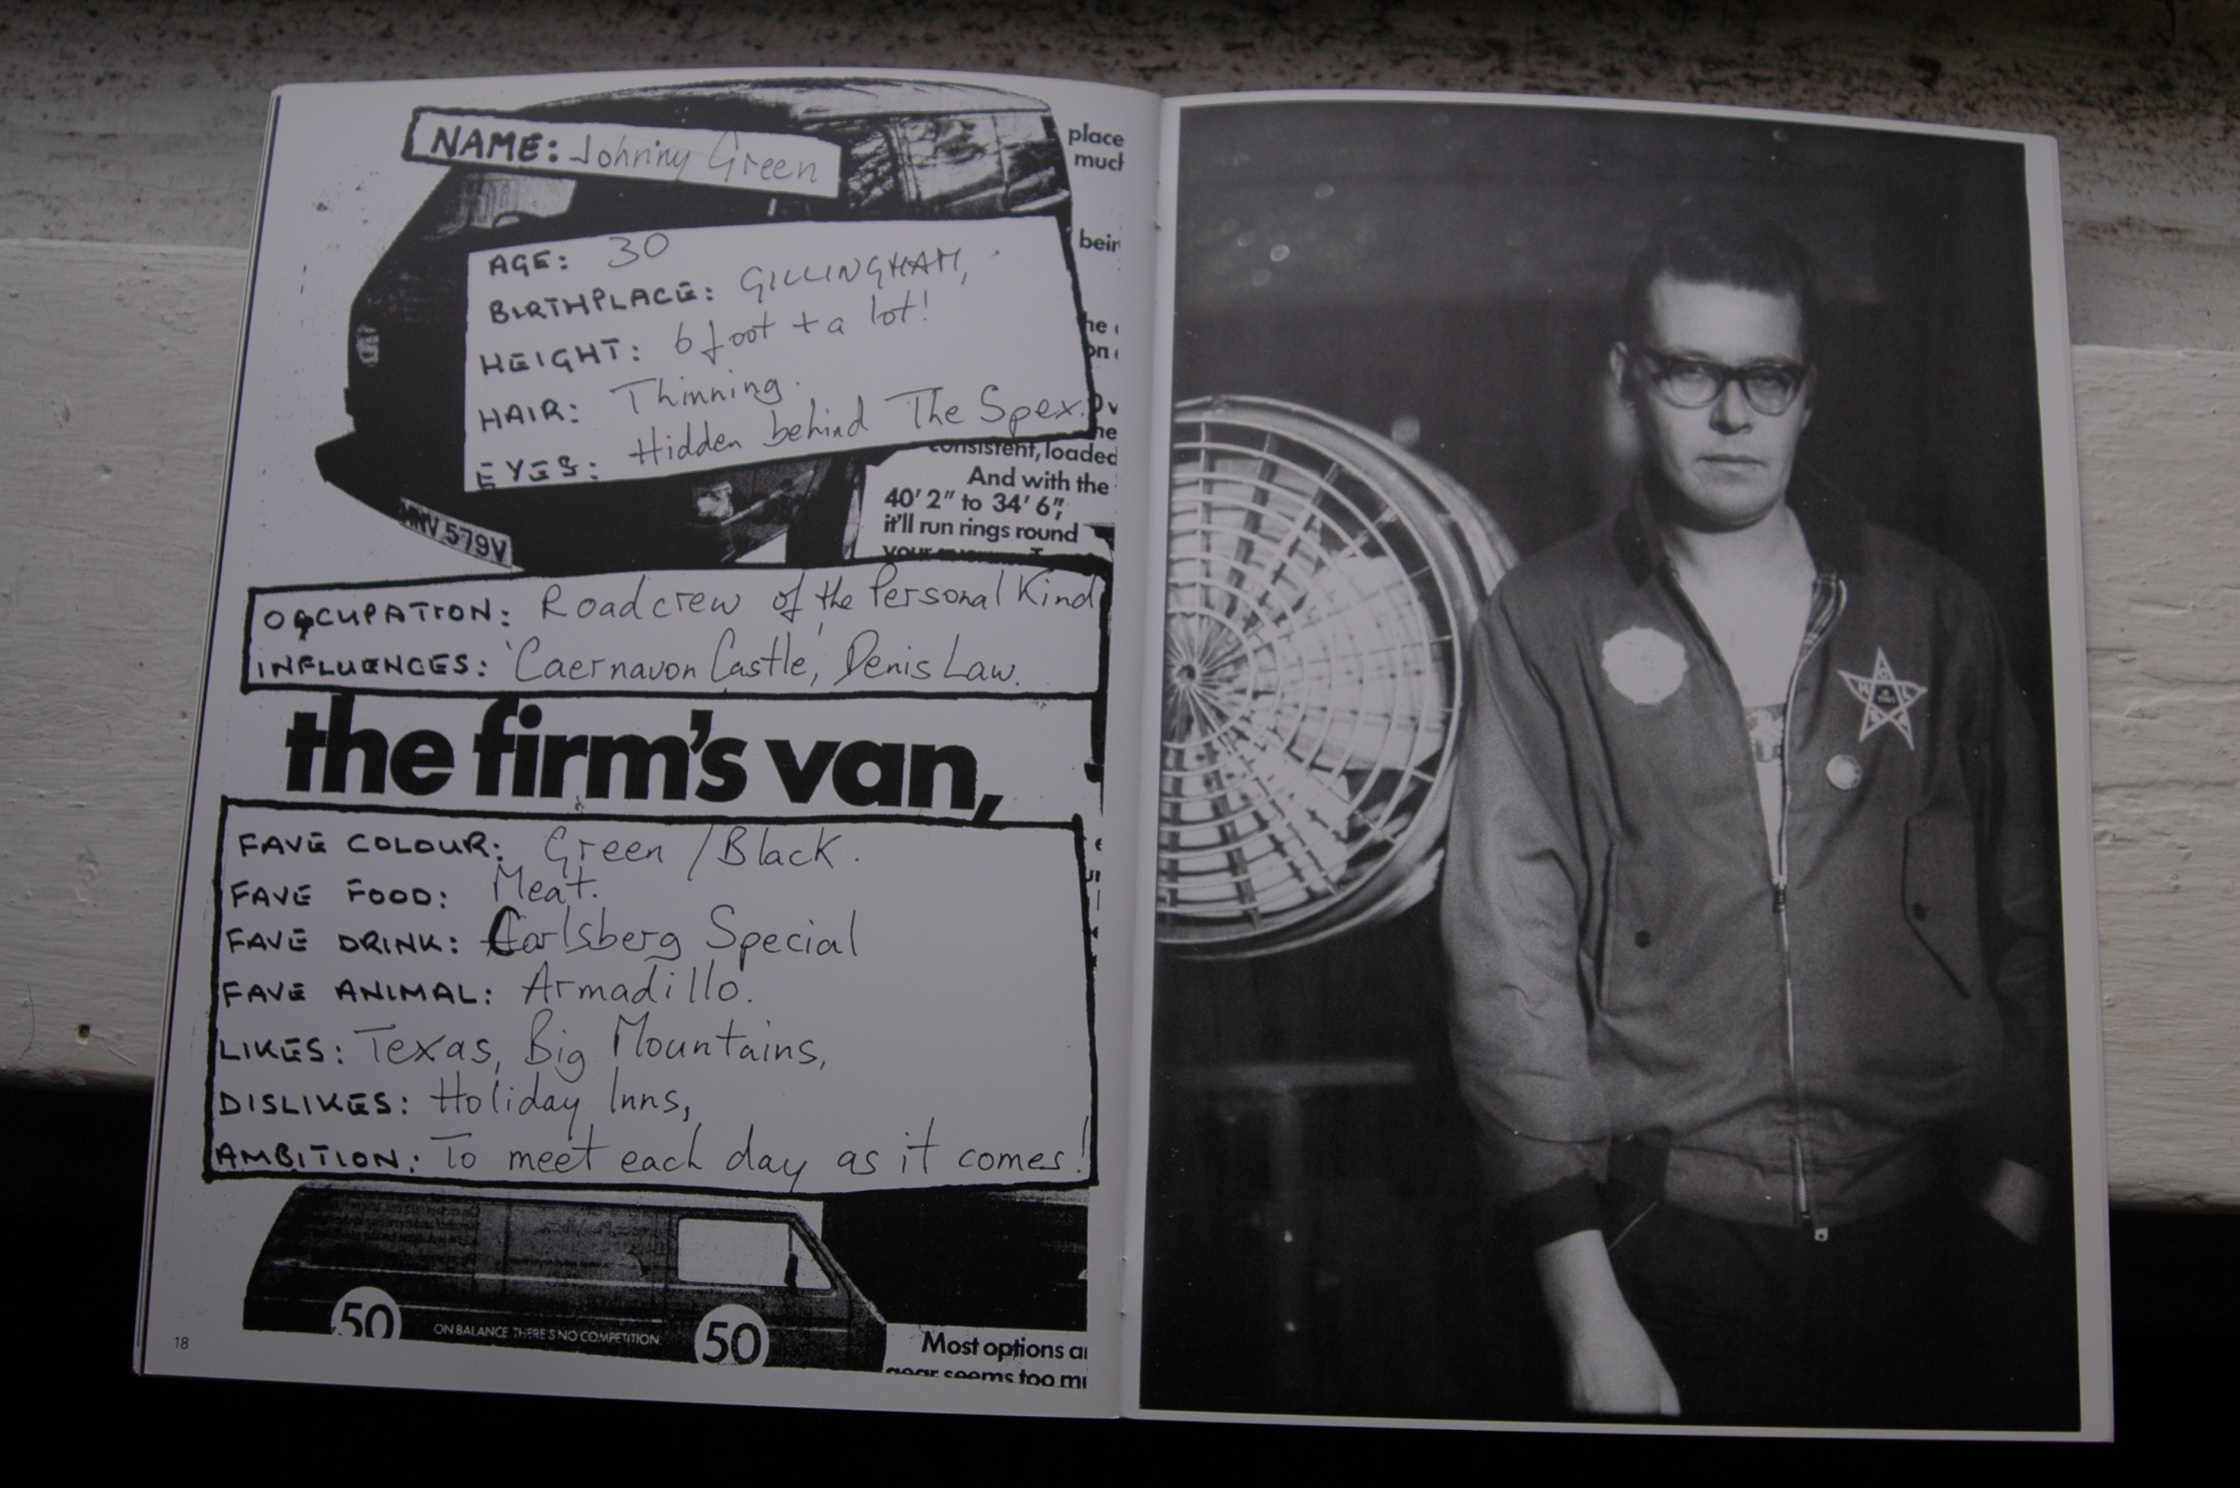 NAME: Johnny Green
place
much
AGE: 30
bein
BIRTHPLACE: GILLINGHAM,
HEIGHT: 6 foot + a lot!
HAIR: Thinning.
EYES: Hidden behind The Spex.
consistent, loaded
And with the
40' 2" to 34' 6",
it'll run rings round
MNV 579V
OCCUPATION: Roadcrew of the Personal Kind
INFLUENCES: 'Caernavon Castle,' Denis Law.
the firm's van,
FAVE COLOUR: Green / Black.
FAVE FOOD: Meat.
FAVE DRINK: Carlsberg Special
FAVE ANIMAL: Armadillo.
LIKES: Texas, Big Mountains,
DISLIKES: Holiday Inns,
AMBITION: To meet each day as it comes!
50 ON BALANCE THERE'S NO COMPETITION. 50
Most options a
gear seems too m
18